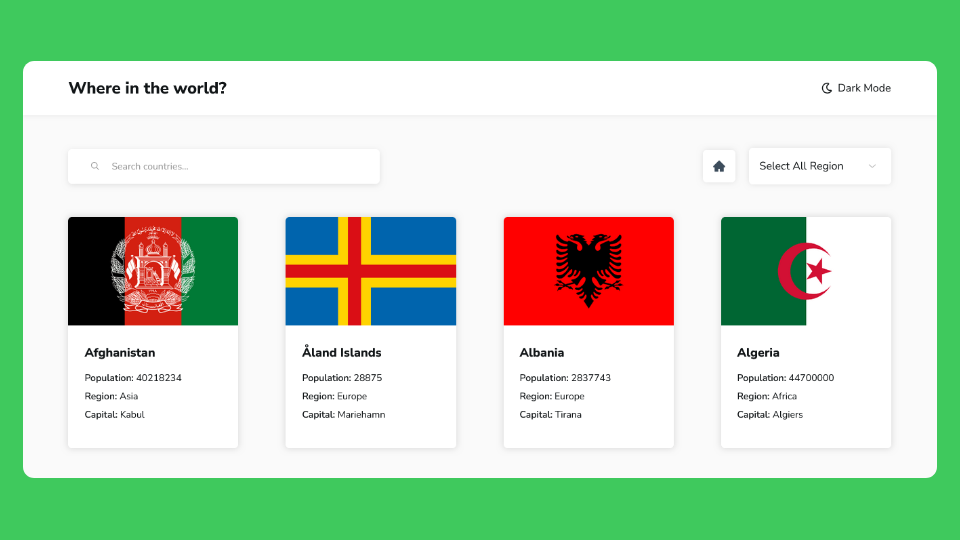 Where in the world?
Dark Mode
Search countries...
Select All Region
Afghanistan
Population: 40218234
Region: Asia
Capital: Kabul
Åland Islands
Population: 28875
Region: Europe
Capital: Mariehamn
Albania
Population: 2837743
Region: Europe
Capital: Tirana
Algeria
Population: 44700000
Region: Africa
Capital: Algiers